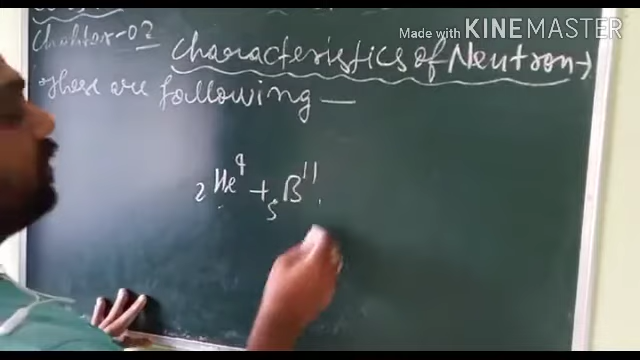 Made with KINEMASTER
Chapter-02
Characteristics of Neutron →
These are following —
₂He⁴ + ₅B¹¹